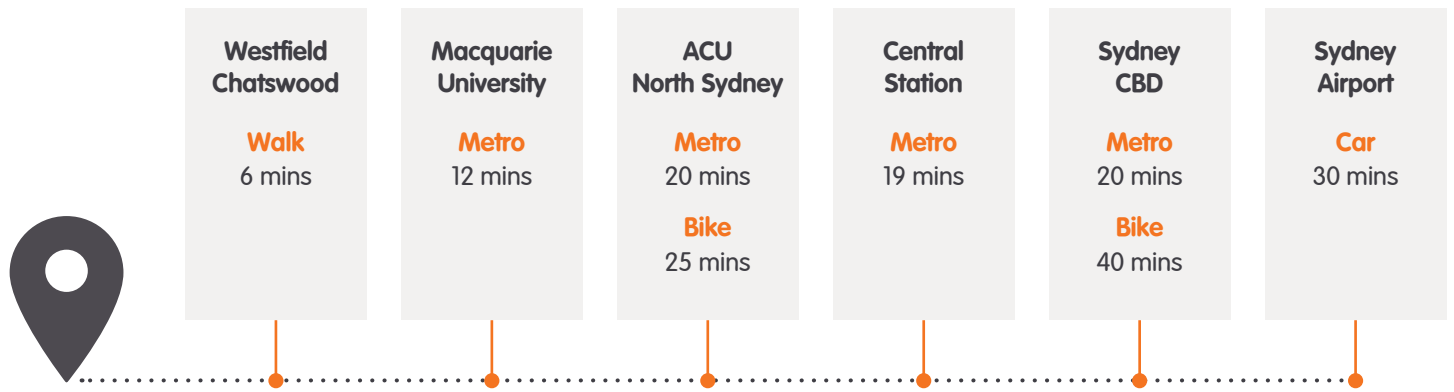 Westfield
Chatswood
Walk
6 mins
Macquarie
University
Metro
12 mins
ACU
North Sydney
Metro
20 mins
Bike
25 mins
Central
Station
Metro
19 mins
Sydney
CBD
Metro
20 mins
Bike
40 mins
Sydney
Airport
Car
30 mins